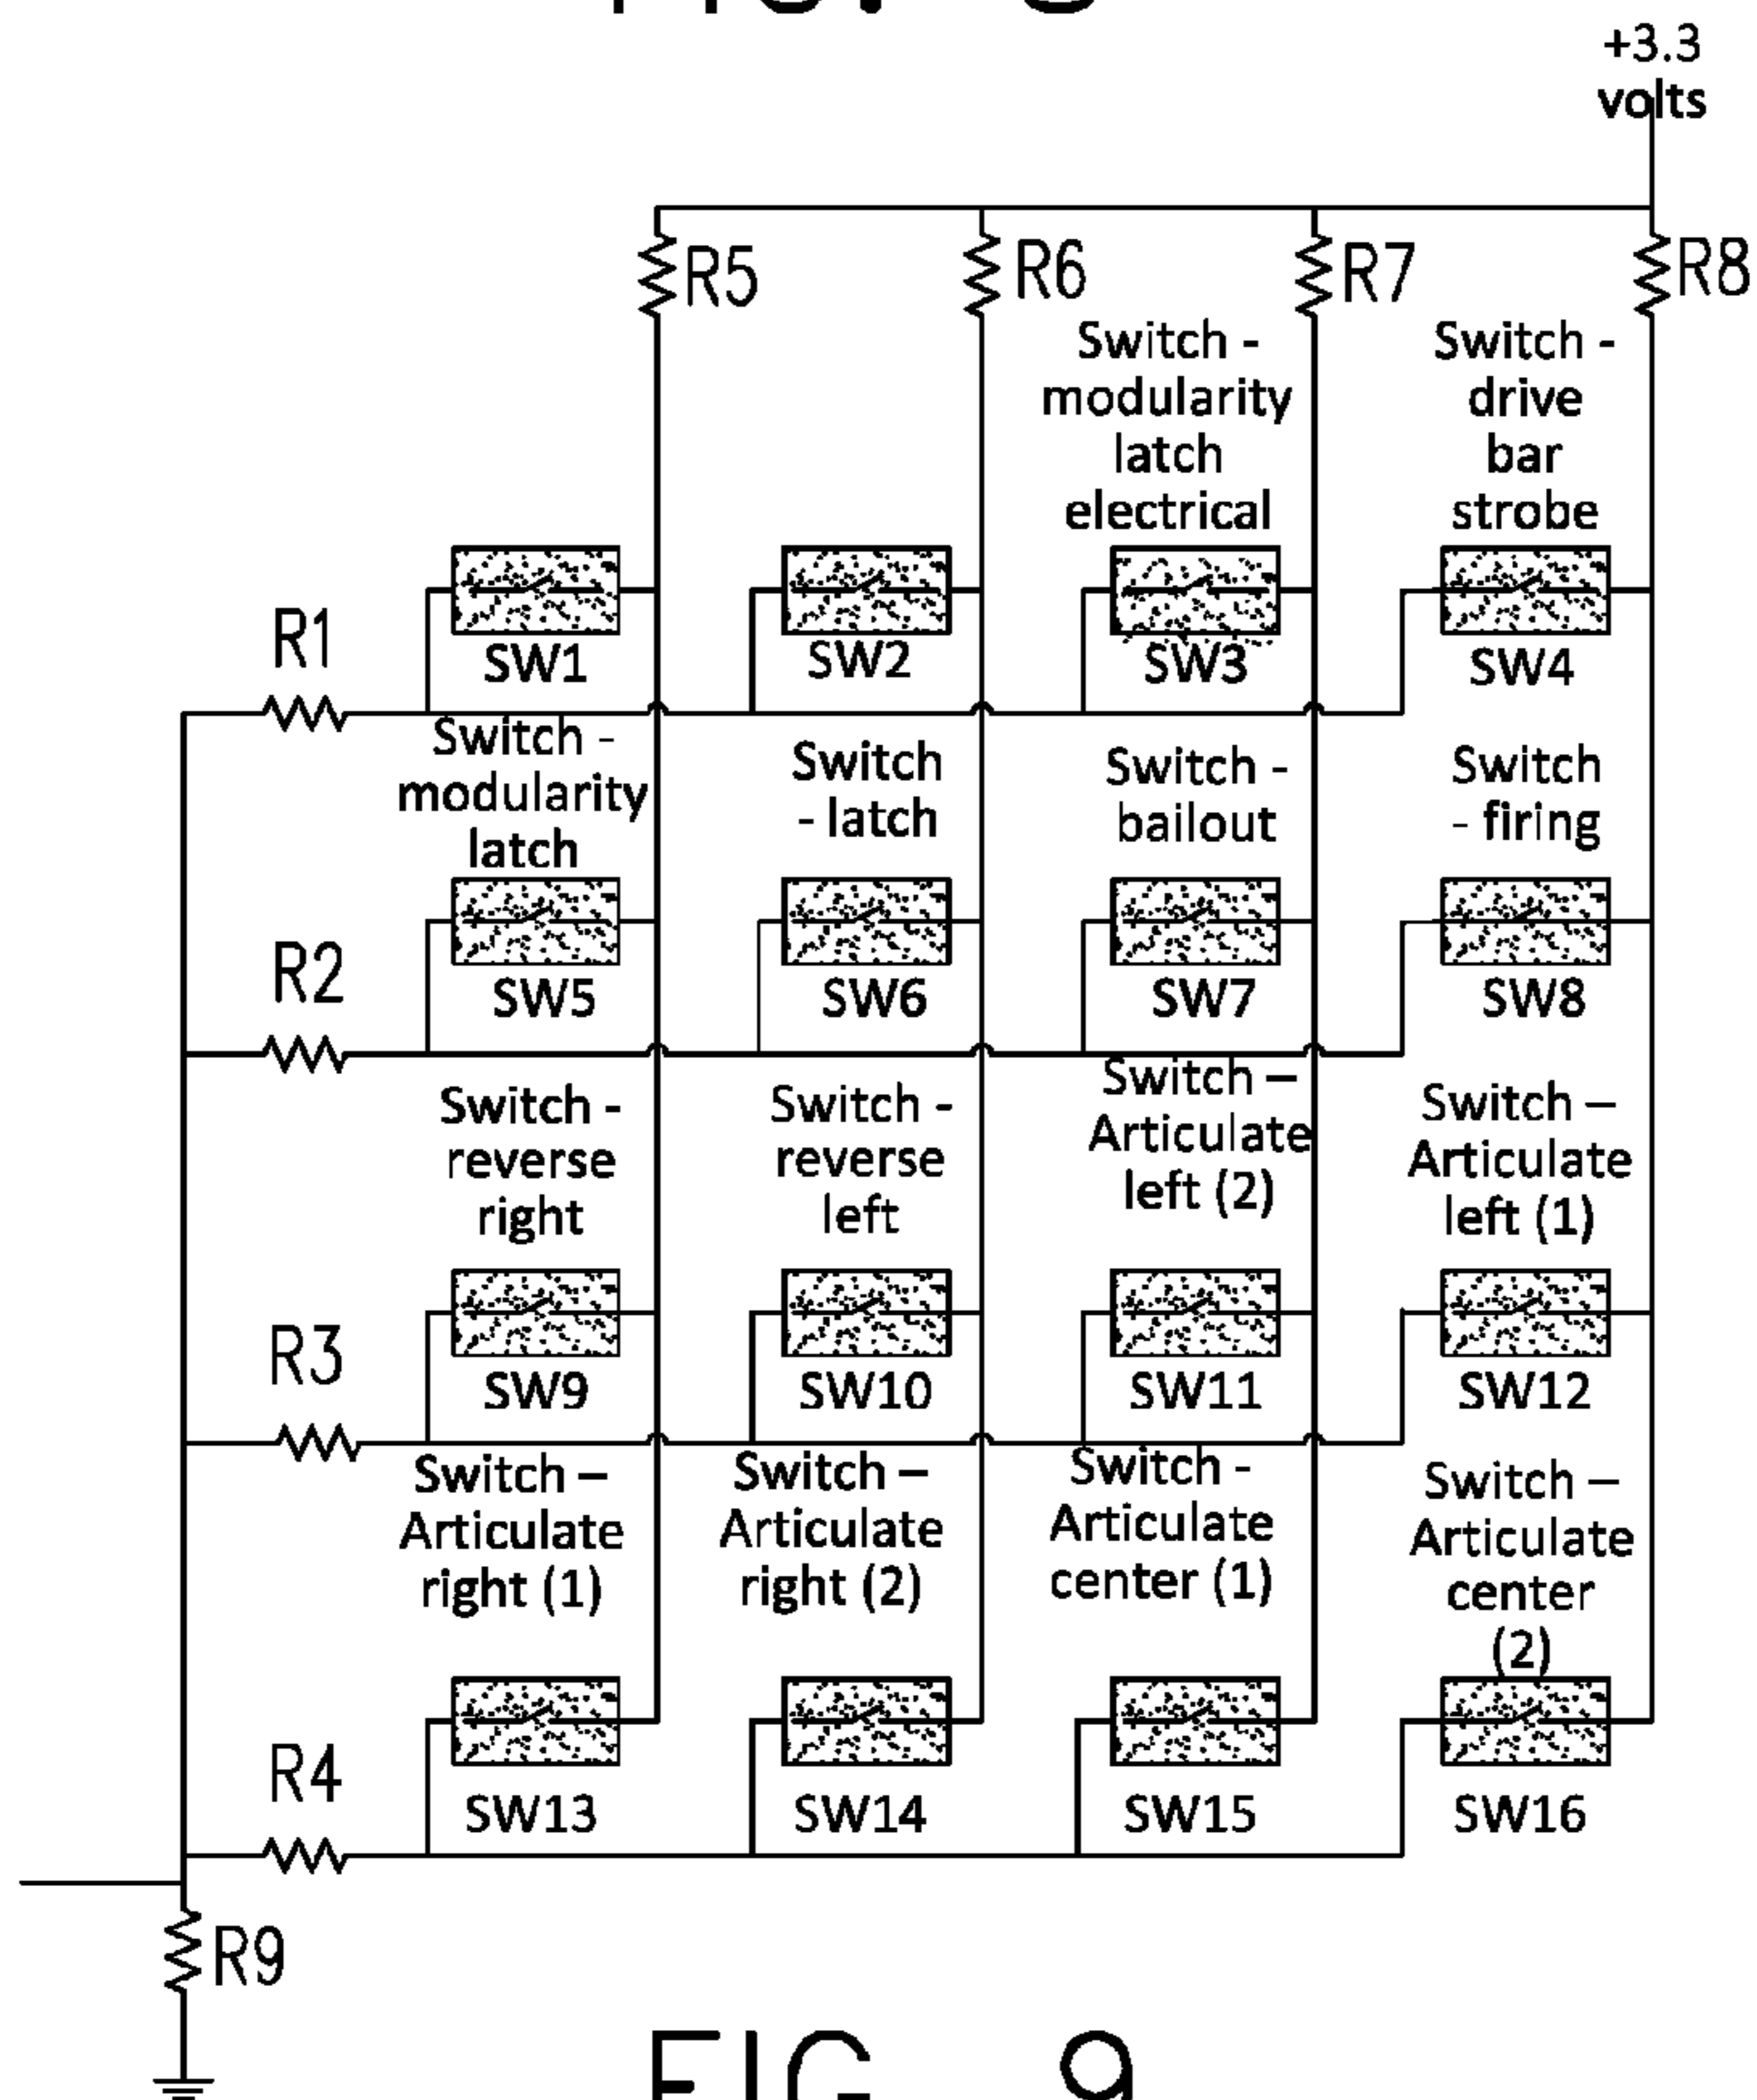 +3.3
volts
R5
R6
R7
R8
Switch -
modularity
latch
electrical
Switch -
drive
bar
strobe
R1
SW1
SW2
SW3
SW4
Switch -
modularity
latch
Switch
- latch
Switch -
bailout
Switch
- firing
R2
SW5
SW6
SW7
SW8
Switch -
reverse
right
Switch -
reverse
left
Switch –
Articulate
left (2)
Switch –
Articulate
left (1)
R3
SW9
SW10
SW11
SW12
Switch –
Articulate
right (1)
Switch –
Articulate
right (2)
Switch -
Articulate
center (1)
Switch –
Articulate
center
(2)
R4
SW13
SW14
SW15
SW16
R9
FIG. 9